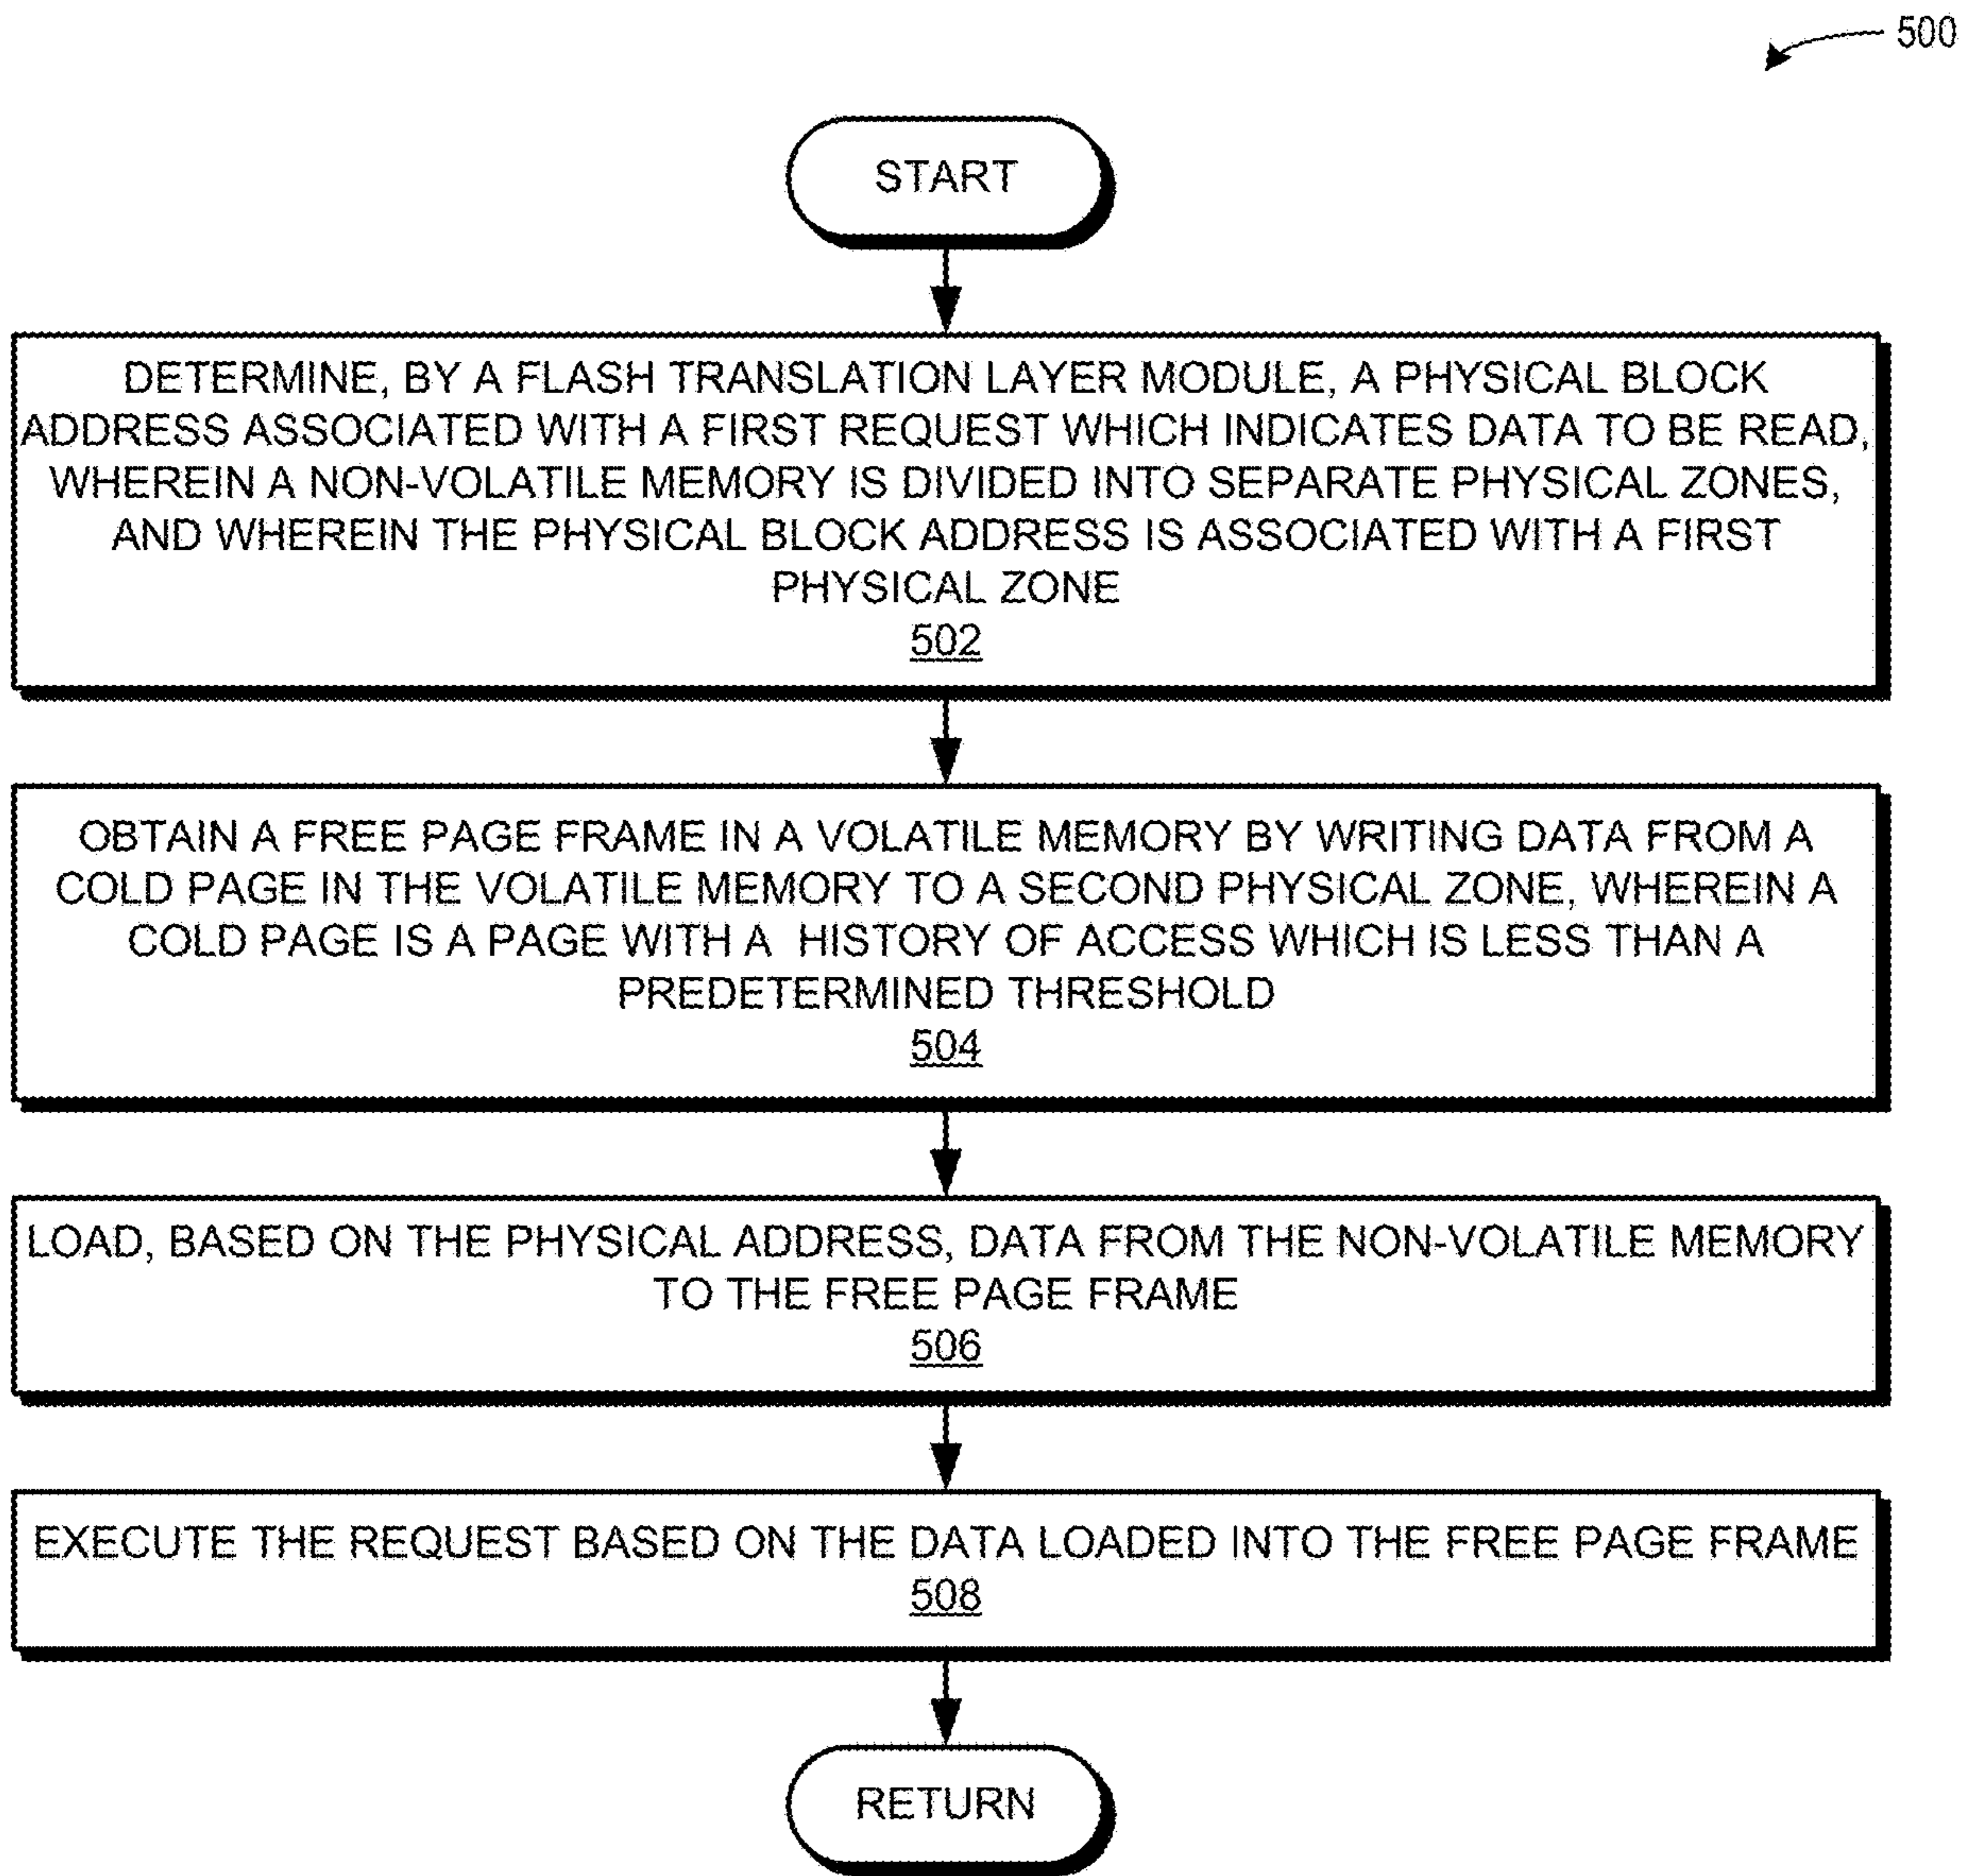 500
START
DETERMINE, BY A FLASH TRANSLATION LAYER MODULE, A PHYSICAL BLOCK
ADDRESS ASSOCIATED WITH A FIRST REQUEST WHICH INDICATES DATA TO BE READ,
WHEREIN A NON-VOLATILE MEMORY IS DIVIDED INTO SEPARATE PHYSICAL ZONES,
AND WHEREIN THE PHYSICAL BLOCK ADDRESS IS ASSOCIATED WITH A FIRST
PHYSICAL ZONE
502
OBTAIN A FREE PAGE FRAME IN A VOLATILE MEMORY BY WRITING DATA FROM A
COLD PAGE IN THE VOLATILE MEMORY TO A SECOND PHYSICAL ZONE, WHEREIN A
COLD PAGE IS A PAGE WITH A HISTORY OF ACCESS WHICH IS LESS THAN A
PREDETERMINED THRESHOLD
504
LOAD, BASED ON THE PHYSICAL ADDRESS, DATA FROM THE NON-VOLATILE MEMORY
TO THE FREE PAGE FRAME
506
EXECUTE THE REQUEST BASED ON THE DATA LOADED INTO THE FREE PAGE FRAME
508
RETURN